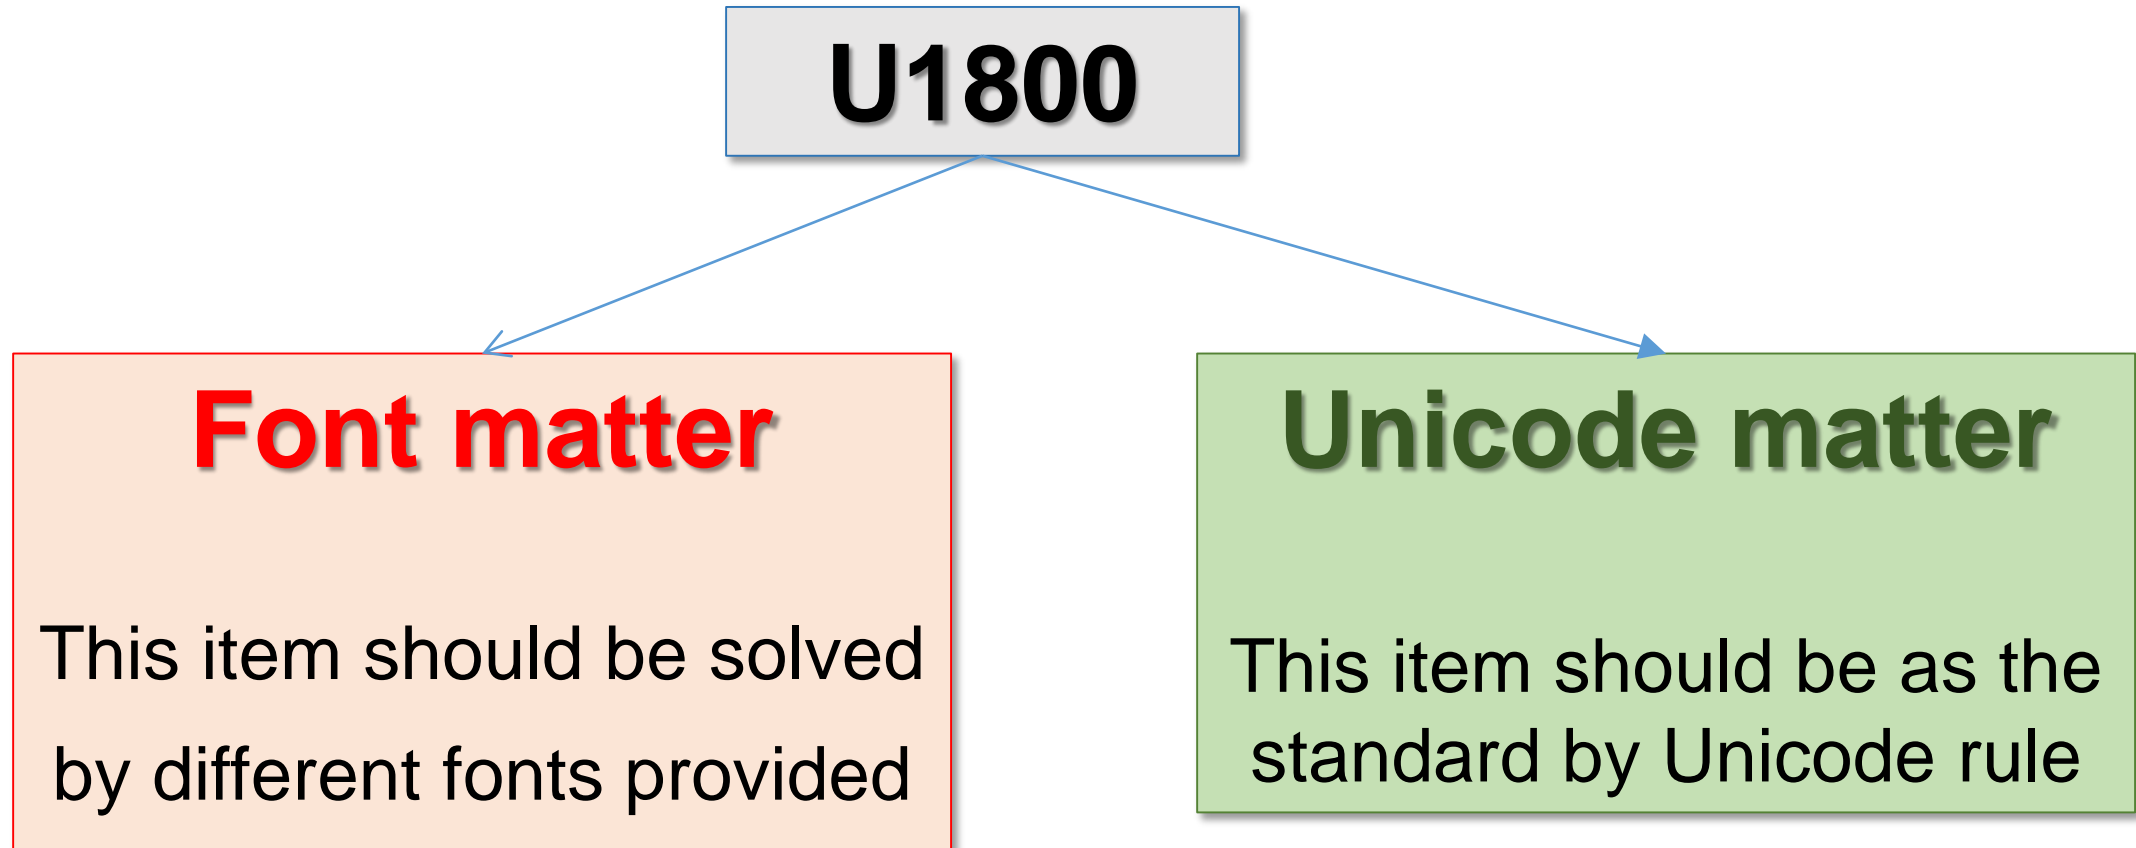 U1800
Font matter
This item should be solved
by different fonts provided
Unicode matter
This item should be as the
standard by Unicode rule